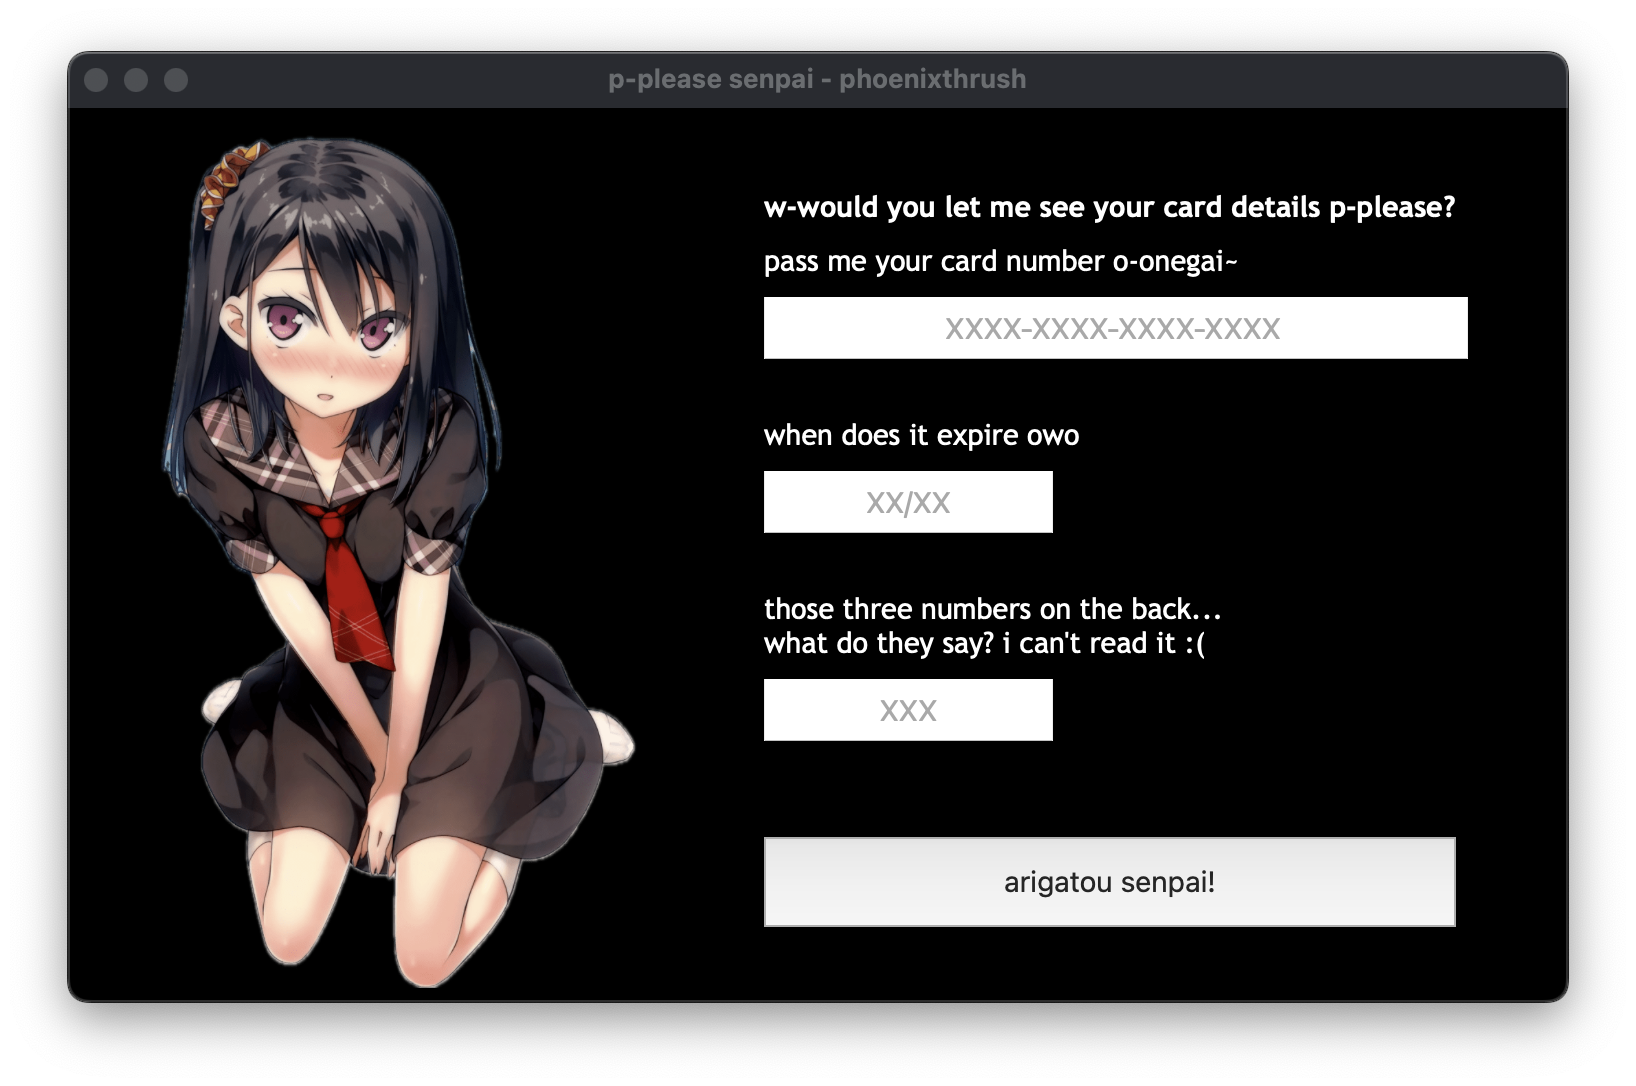 p-please senpai - phoenixthrush
w-would you let me see your card details p-please?
pass me your card number o-onegai~
XXXX-XXXX-XXXX-XXXX
when does it expire owo
XX/XX
those three numbers on the back...
what do they say? i can't read it :(
XXX
arigatou senpai!